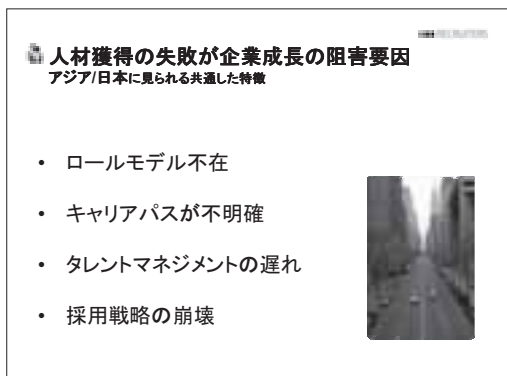 人材獲得の失敗が企業成長の阻害要因
アジア/日本に見られる共通した特徴
• ロールモデル不在
• キャリアパスが不明確
• タレントマネジメントの遅れ
• 採用戦略の崩壊